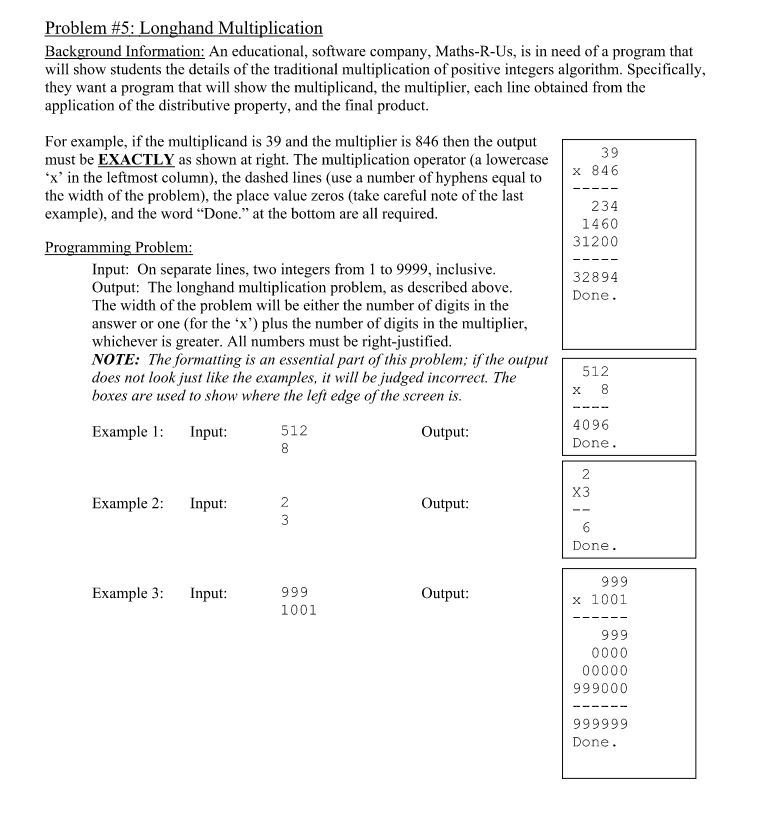 Problem #5: Longhand Multiplication
Background Information: An educational, software company, Maths-R-Us, is in need of a program that
will show students the details of the traditional multiplication of positive integers algorithm. Specifically,
they want a program that will show the multiplicand, the multiplier, each line obtained from the
application of the distributive property, and the final product.
For example, if the multiplicand is 39 and the multiplier is 846 then the output
must be EXACTLY as shown at right. The multiplication operator (a lowercase
‘x’ in the leftmost column), the dashed lines (use a number of hyphens equal to
the width of the problem), the place value zeros (take careful note of the last
example), and the word “Done.” at the bottom are all required.
39
x 846
-----
234
1460
31200
-----
32894
Done.
Programming Problem:
Input: On separate lines, two integers from 1 to 9999, inclusive.
Output: The longhand multiplication problem, as described above.
The width of the problem will be either the number of digits in the
answer or one (for the ‘x’) plus the number of digits in the multiplier,
whichever is greater. All numbers must be right-justified.
NOTE: The formatting is an essential part of this problem; if the output
does not look just like the examples, it will be judged incorrect. The
boxes are used to show where the left edge of the screen is.
Example 1: Input: 512 Output:
8
512
x  8
----
4096
Done.
Example 2: Input: 2 Output:
3
2
X3
--
6
Done.
Example 3: Input: 999 Output:
1001
999
x 1001
------
999
0000
00000
999000
------
999999
Done.